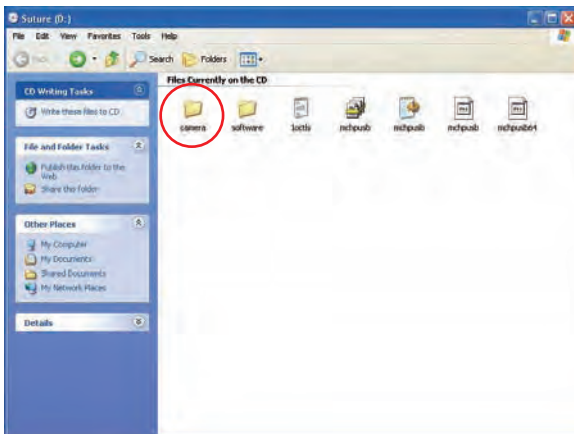 Suture (D:)
File Edit View Favorites Tools Help
Back Search Folders
Files Currently on the CD
CD Writing Tasks
Write these files to CD
File and Folder Tasks
Publish this folder to the
Web
Share this folder
Other Places
My Computer
My Documents
Shared Documents
My Network Places
Details
camera software ioctls mchpusb mchpusb mchpusb mchpusb64